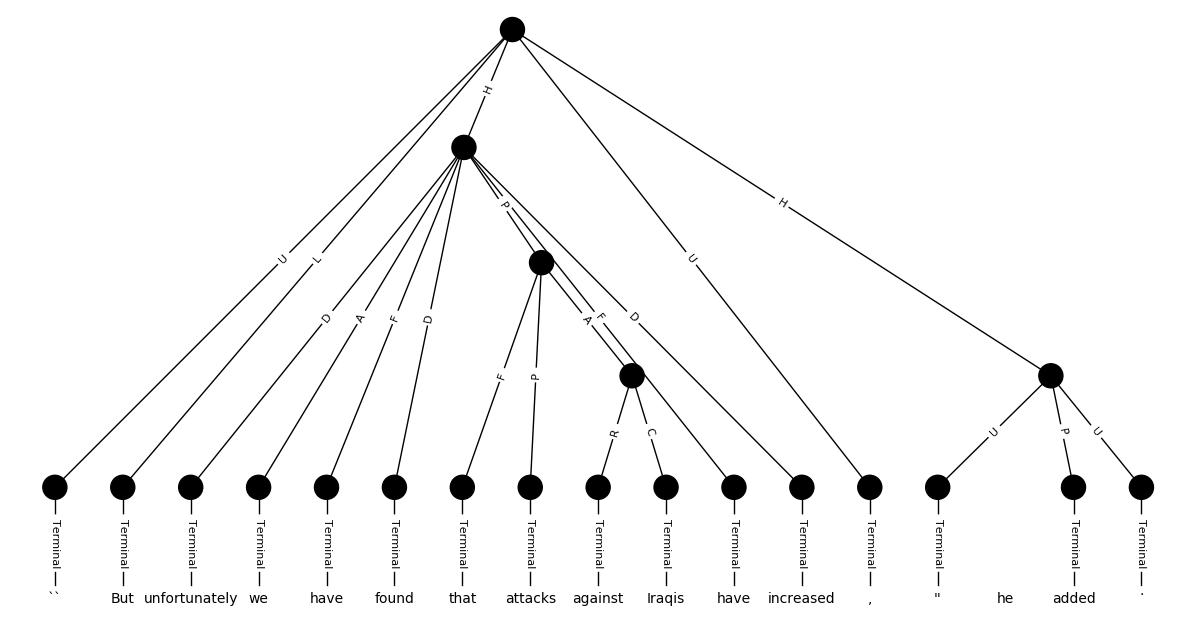 H
P
H
U L U
D A F D A F D
F P
R C U P U
Terminal Terminal Terminal Terminal Terminal Terminal Terminal Terminal Terminal Terminal Terminal Terminal Terminal Terminal Terminal Terminal
`` But unfortunately we have found that attacks against Iraqis have increased , " he added .